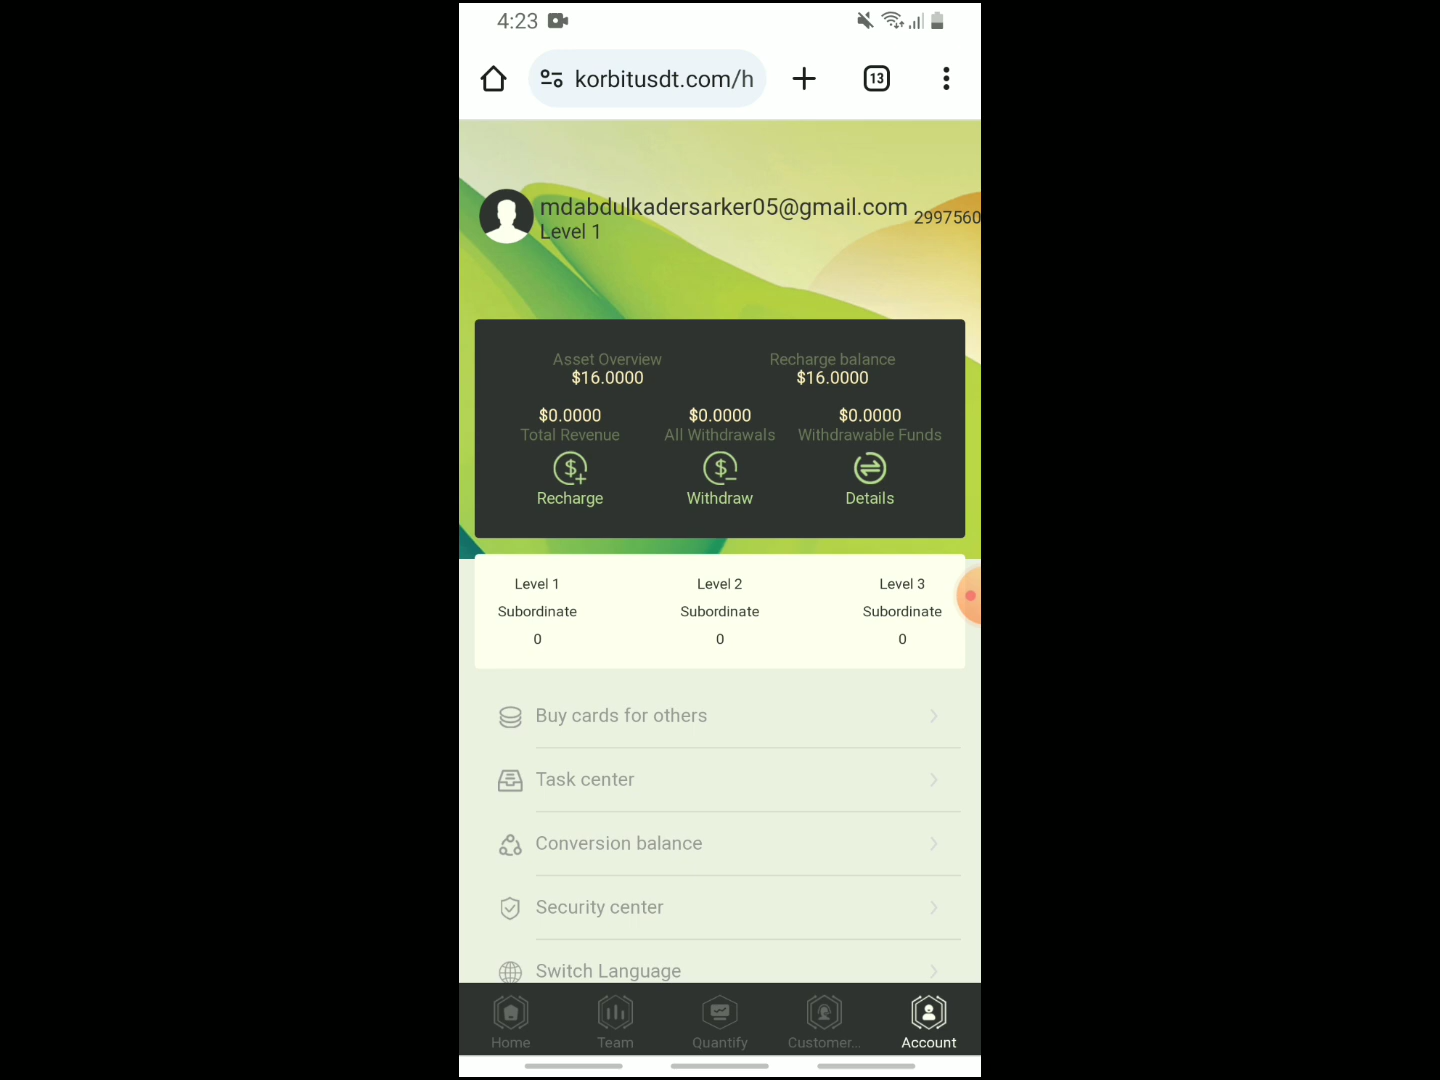 4:23
korbitusdt.com/h
13
mdabdulkadersarker05@gmail.com
2997560
Level 1
Asset Overview Recharge balance
$16.0000 $16.0000
$0.0000 $0.0000 $0.0000
Total Revenue All Withdrawals Withdrawable Funds
Recharge Withdraw Details
Level 1 Level 2 Level 3
Subordinate Subordinate Subordinate
0 0 0
Buy cards for others
Task center
Conversion balance
Security center
Switch Language
Home Team Quantify Customer... Account